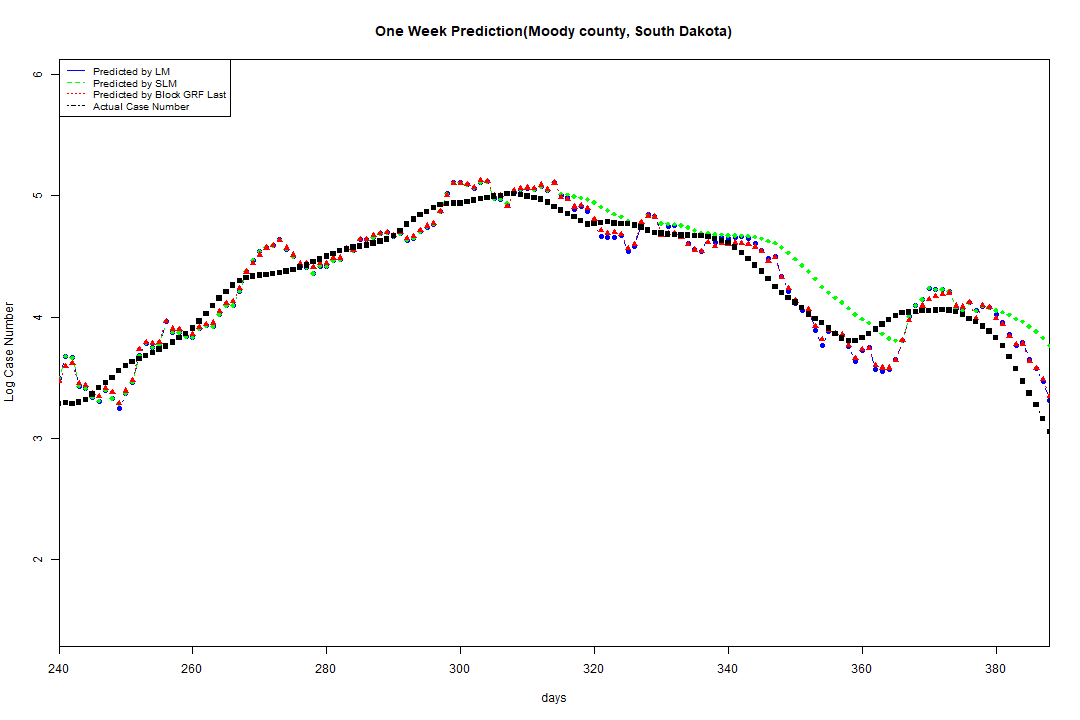 One Week Prediction(Moody county, South Dakota)
Predicted by LM
Predicted by SLM
Predicted by Block GRF Last
Actual Case Number
6
5
4
3
2
Log Case Number
240 260 280 300 320 340 360 380
days